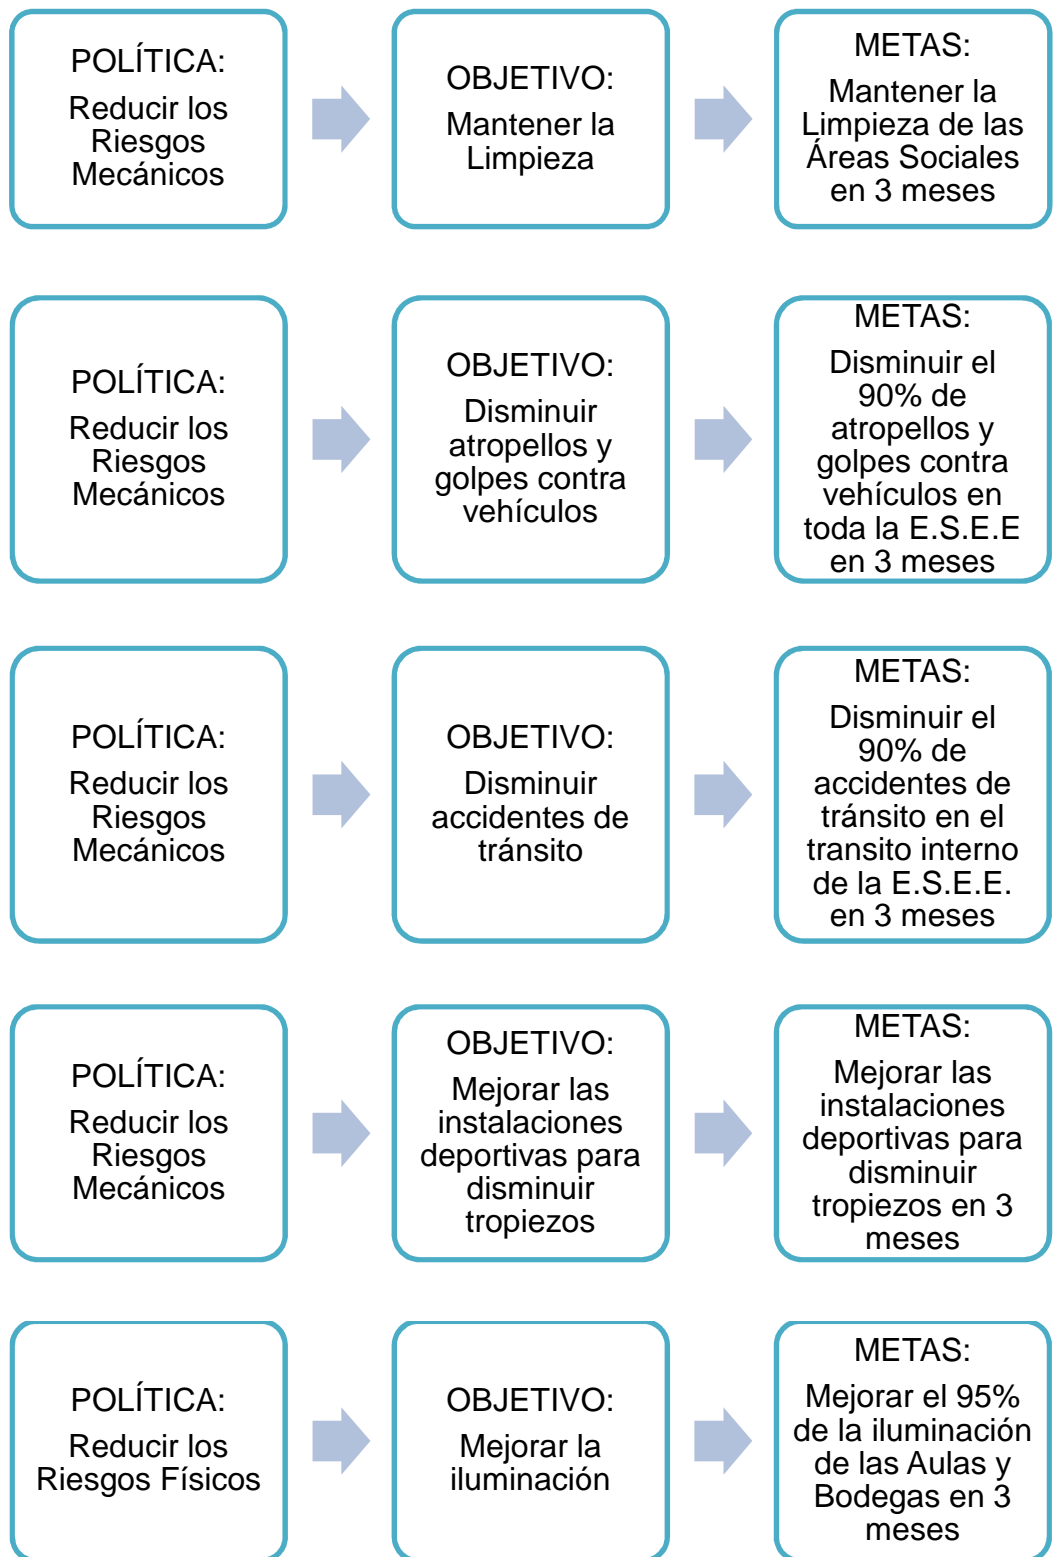 POLÍTICA:
Reducir los
Riesgos
Mecánicos
OBJETIVO:
Mantener la
Limpieza
METAS:
Mantener la
Limpieza de las
Áreas Sociales
en 3 meses
POLÍTICA:
Reducir los
Riesgos
Mecánicos
OBJETIVO:
Disminuir
atropellos y
golpes contra
vehículos
METAS:
Disminuir el
90% de
atropellos y
golpes contra
vehículos en
toda la E.S.E.E
en 3 meses
POLÍTICA:
Reducir los
Riesgos
Mecánicos
OBJETIVO:
Disminuir
accidentes de
tránsito
METAS:
Disminuir el
90% de
accidentes de
tránsito en el
transito interno
de la E.S.E.E.
en 3 meses
POLÍTICA:
Reducir los
Riesgos
Mecánicos
OBJETIVO:
Mejorar las
instalaciones
deportivas para
disminuir
tropiezos
METAS:
Mejorar las
instalaciones
deportivas para
disminuir
tropiezos en 3
meses
POLÍTICA:
Reducir los
Riesgos Físicos
OBJETIVO:
Mejorar la
iluminación
METAS:
Mejorar el 95%
de la iluminación
de las Aulas y
Bodegas en 3
meses